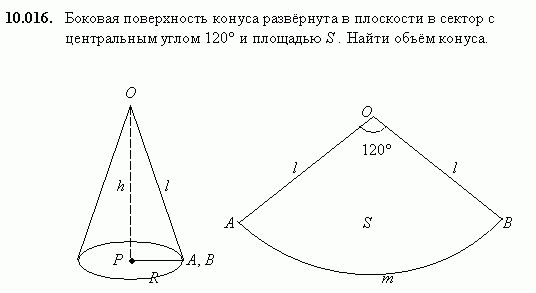 10.016. Боковая поверхность конуса развёрнута в плоскости в сектор с
центральным углом 120° и площадью S . Найти объём конуса.
O
O
120°
l
l
h
l
A
S
B
P
A, B
R
m